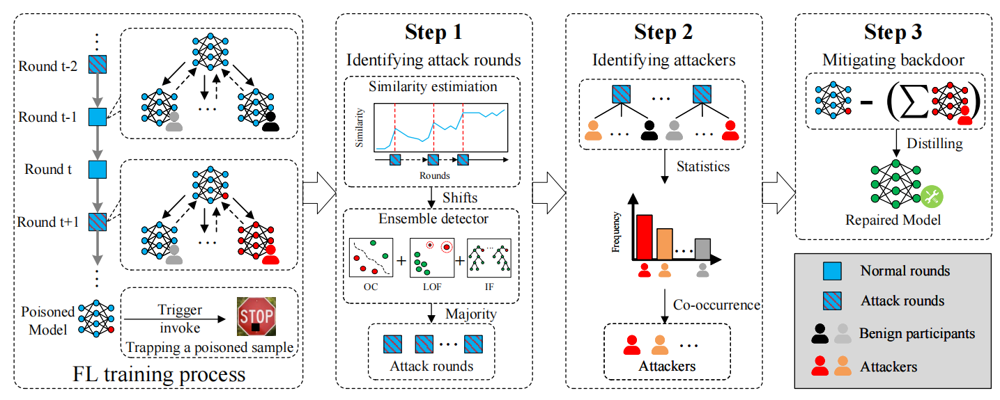 Round t-2
Round t-1
Round t
Round t+1
Poisoned
Model
Trigger
invoke
STOP
Trapping a poisoned sample
FL training process
Step 1
Identifying attack rounds
Similarity estimiation
Similarity
Rounds
Shifts
Ensemble detector
OC
LOF
IF
Majority
Attack rounds
Step 2
Identifying attackers
Statistics
Frequency
Co-occurrence
Attackers
Step 3
Mitigating backdoor
Distilling
Repaired Model
Normal rounds
Attack rounds
Benign participants
Attackers